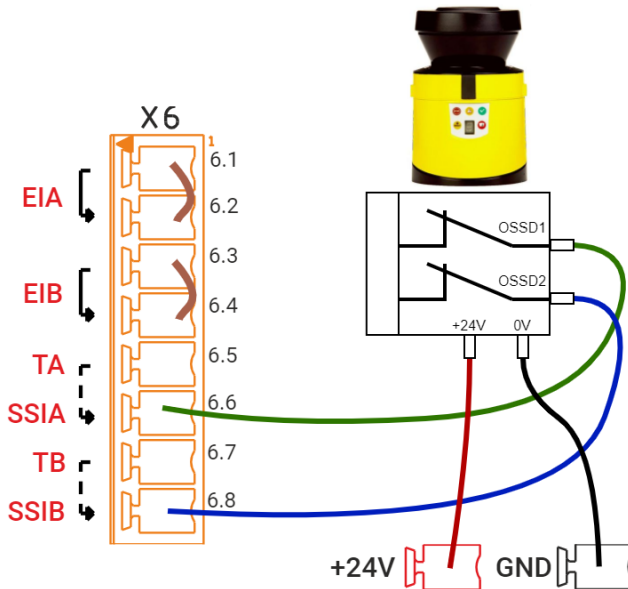 X6
1
6.1
EIA
6.2
6.3
EIB
6.4
TA
6.5
SSIA
6.6
TB
6.7
SSIB
6.8
OSSD1
OSSD2
+24V
0V
+24V
GND